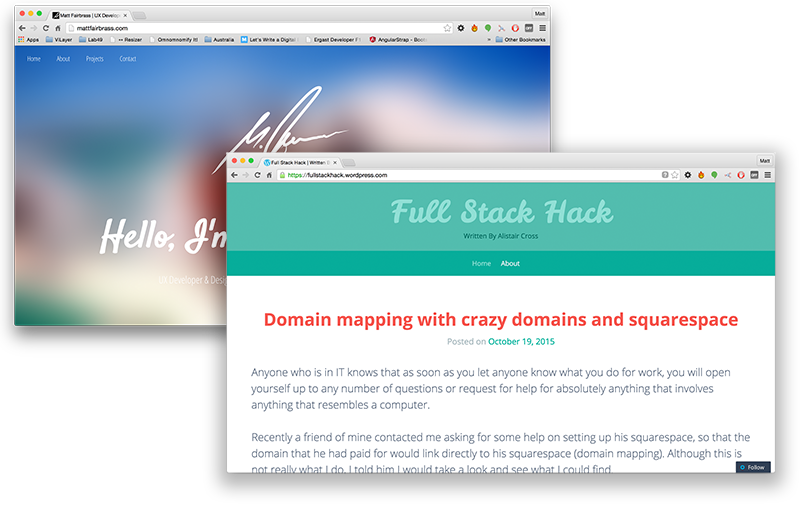 Matt Fairbrass | UX Develop
Matt
mattfairbrass.com
Apps ViLayer Lab49 ↔ Resizer Omnomnomify it! Australia Let's Write a Digital Ergast Developer F Other Bookmarks
Home About Projects Contact
Hello, I'm
UX Developer & Desig
Full Stack Hack | Written B
Matt
https://fullstackhack.wordpress.com
Full Stack Hack
Written By Alistair Cross
Home About
Domain mapping with crazy domains and squarespace
Posted on October 19, 2015
Anyone who is in IT knows that as soon as you let anyone know what you do for work, you will open
yourself up to any number of questions or request for help for absolutely anything that involves
anything that resembles a computer.
Recently a friend of mine contacted me asking for some help on setting up his squarespace, so that the
domain that he had paid for would link directly to his squarespace (domain mapping). Although this is
not really what I do, I told him I would take a look and see what I could find.
Follow